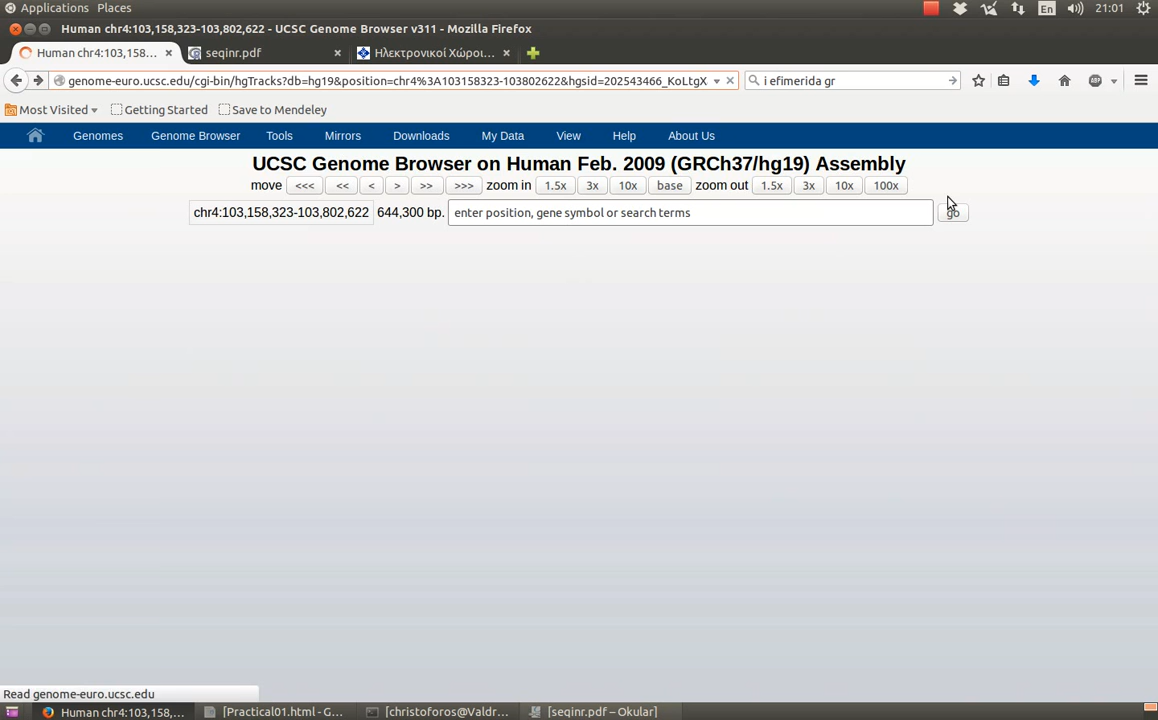 Applications Places En 21:01
Human chr4:103,158,323-103,802,622 - UCSC Genome Browser v311 - Mozilla Firefox
Human chr4:103,158,... seqinr.pdf Ηλεκτρονικοί Χώροι...
genome-euro.ucsc.edu/cgi-bin/hgTracks?db=hg19&position=chr4%3A103158323-103802622&hgsid=202543466_KoLtgX i efimerida gr ABP
Most Visited Getting Started Save to Mendeley
Genomes Genome Browser Tools Mirrors Downloads My Data View Help About Us
UCSC Genome Browser on Human Feb. 2009 (GRCh37/hg19) Assembly
move <<< << < > >> >>> zoom in 1.5x 3x 10x base zoom out 1.5x 3x 10x 100x
chr4:103,158,323-103,802,622 644,300 bp. enter position, gene symbol or search terms go
Read genome-euro.ucsc.edu
Human chr4:103,158,... [Practical01.html - G... [christoforos@Valdr... [seqinr.pdf – Okular]